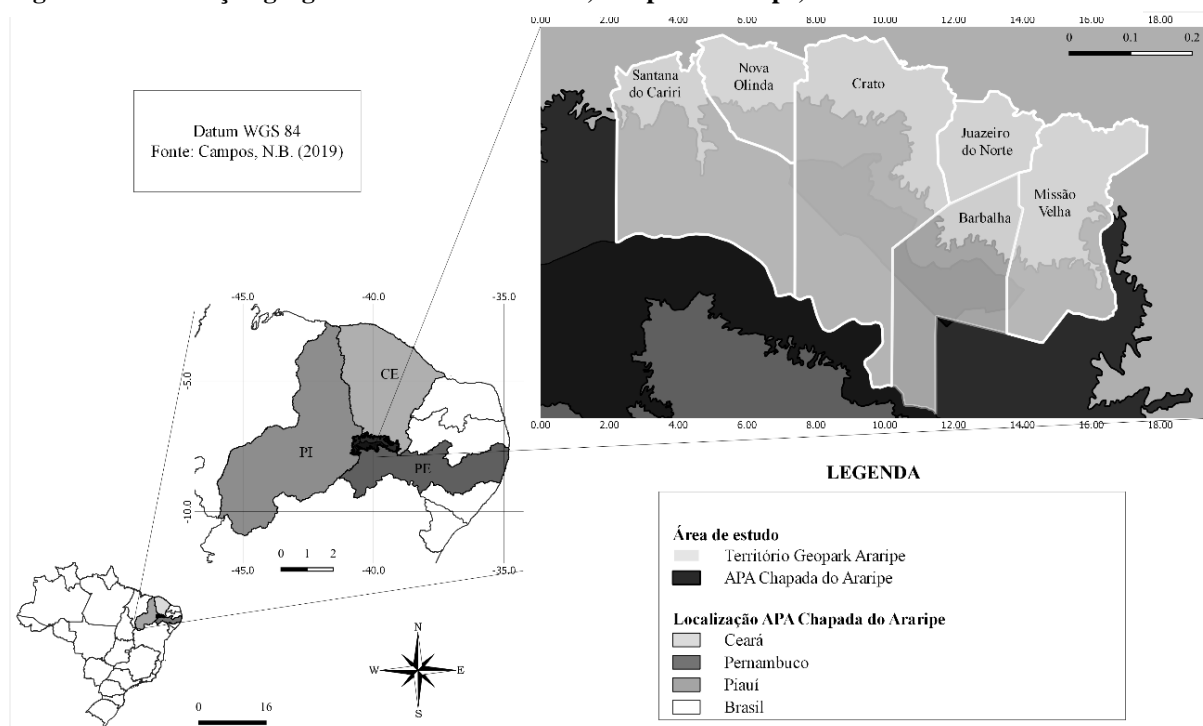 0.00 2.00 4.00 6.00 8.00 10.00 12.00 14.00 16.00 18.00
0 0.1 0.2
Santana
do Cariri
Nova
Olinda
Crato
Juazeiro
do Norte
Missão
Velha
Barbalha
Datum WGS 84
Fonte: Campos, N.B. (2019)
0.00 2.00 4.00 6.00 8.00 10.00 12.00 14.00 16.00 18.00
-45.0 -40.0 -35.0
-5.0
-10.0
CE
PI
PE
0 1 2
-45.0 -40.0 -35.0
N
W E
S
0 16
LEGENDA
Área de estudo
Território Geopark Araripe
APA Chapada do Araripe
Localização APA Chapada do Araripe
Ceará
Pernambuco
Piauí
Brasil